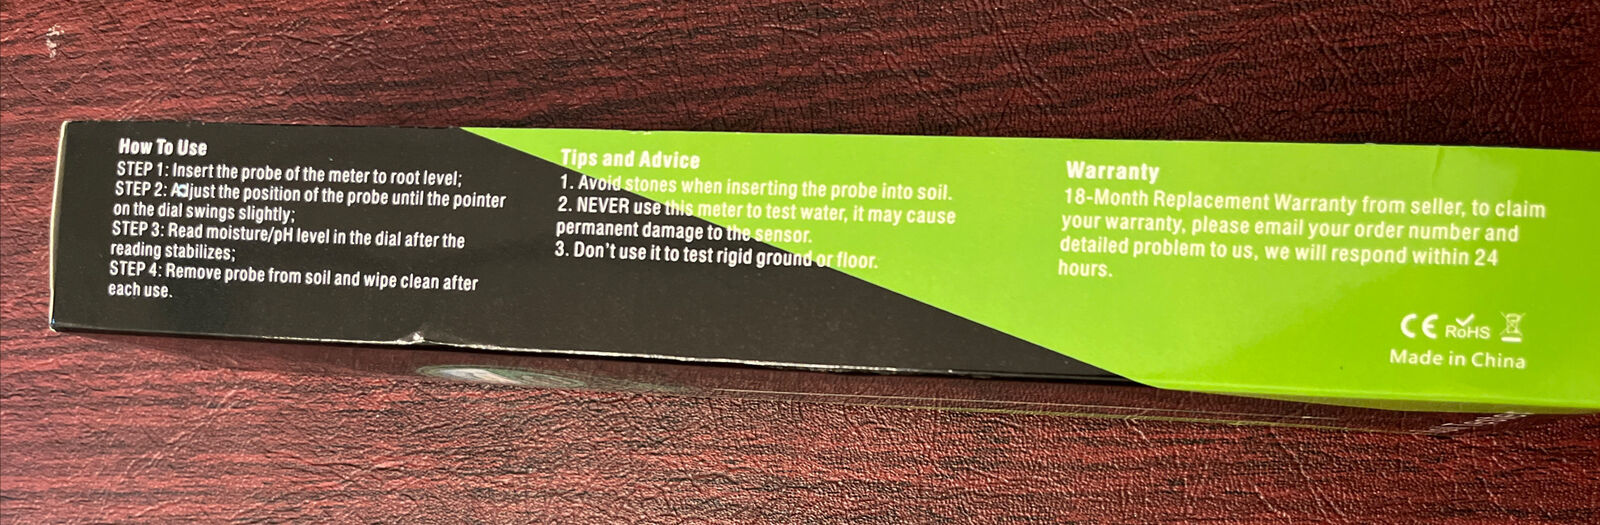 How To Use
STEP 1: Insert the probe of the meter to root level;
STEP 2: Adjust the position of the probe until the pointer
on the dial swings slightly;
STEP 3: Read moisture/pH level in the dial after the
reading stabilizes;
STEP 4: Remove probe from soil and wipe clean after
each use.
Tips and Advice
1. Avoid stones when inserting the probe into soil.
2. NEVER use this meter to test water, it may cause
permanent damage to the sensor.
3. Don't use it to test rigid ground or floor.
Warranty
18-Month Replacement Warranty from seller, to claim
your warranty, please email your order number and
detailed problem to us, we will respond within 24
hours.
CE RoHS
Made in China